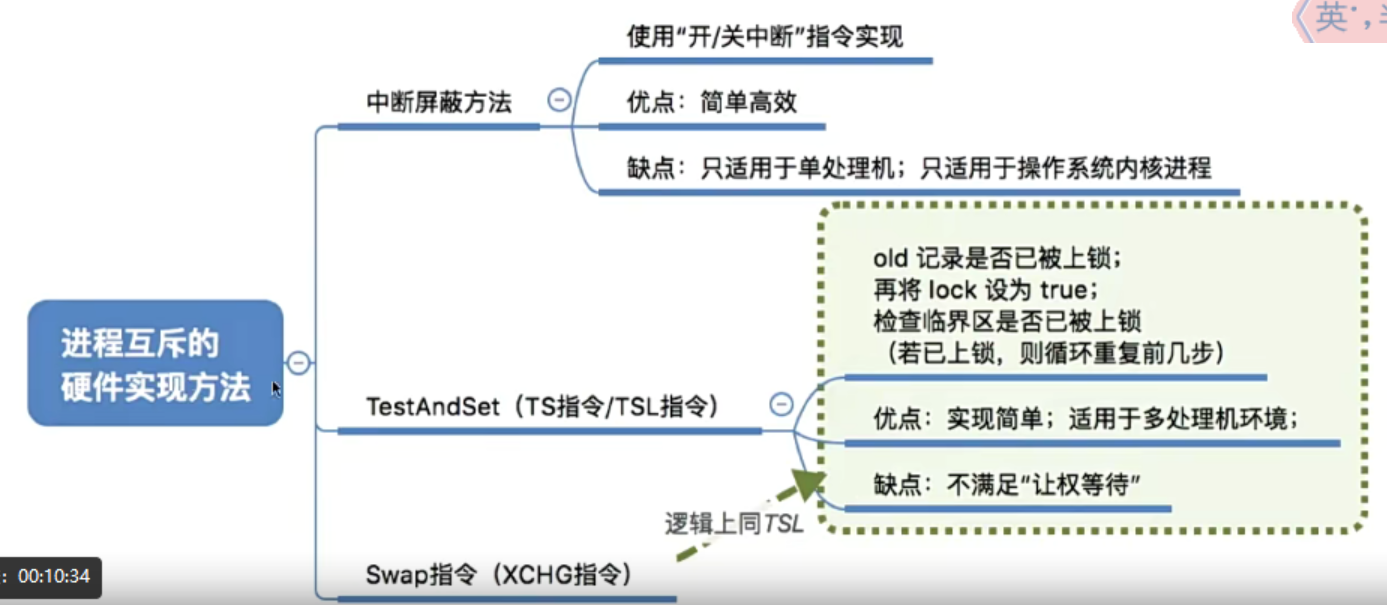 英
使用“开/关中断”指令实现
中断屏蔽方法
优点：简单高效
缺点：只适用于单处理机；只适用于操作系统内核进程
old 记录是否已被上锁；
再将 lock 设为 true；
检查临界区是否已被上锁
（若已上锁，则循环重复前几步）
进程互斥的
硬件实现方法
TestAndSet（TS指令/TSL指令）
优点：实现简单；适用于多处理机环境；
缺点：不满足“让权等待”
逻辑上同TSL
Swap指令（XCHG指令）
：00:10:34